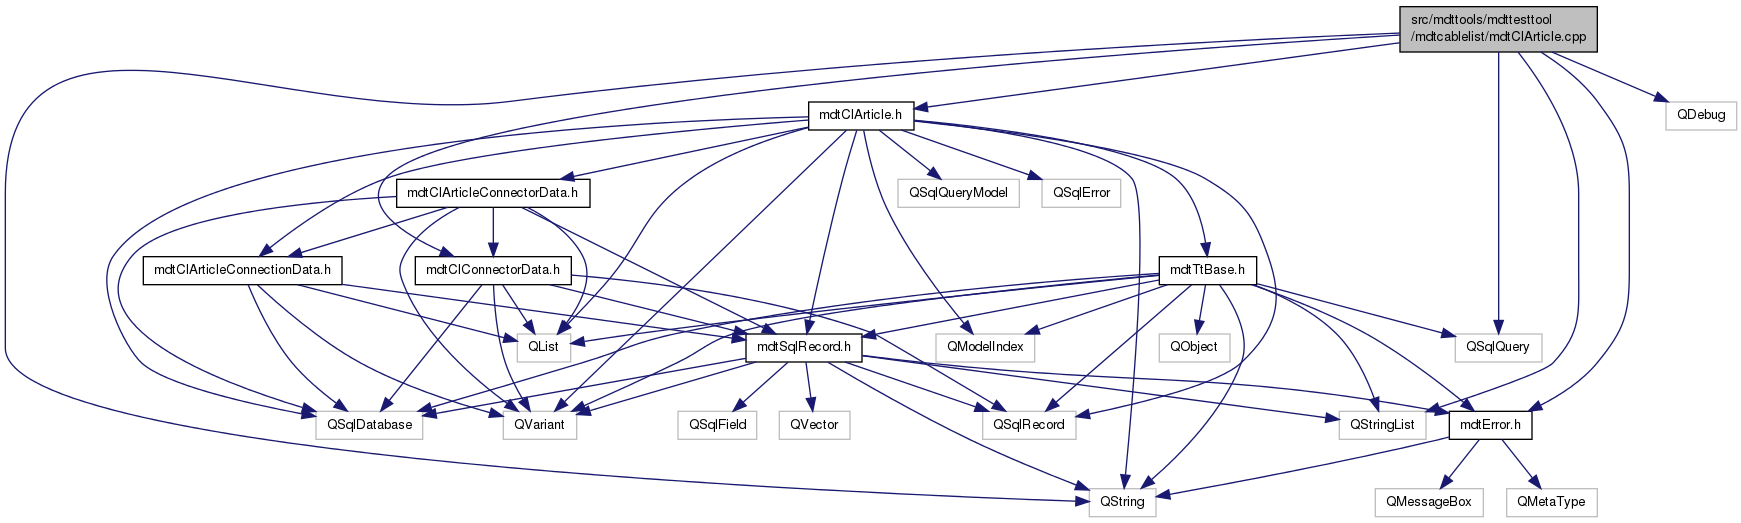 src/mdttools/mdttesttool
/mdtcablelist/mdtClArticle.cpp
mdtClArticle.h
QDebug
mdtClArticleConnectorData.h
QSqlQueryModel
QSqlError
mdtClArticleConnectionData.h
mdtClConnectorData.h
mdtTtBase.h
QList
mdtSqlRecord.h
QModelIndex
QObject
QSqlQuery
QSqlDatabase
QVariant
QSqlField
QVector
QSqlRecord
QStringList
mdtError.h
QString
QMessageBox
QMetaType